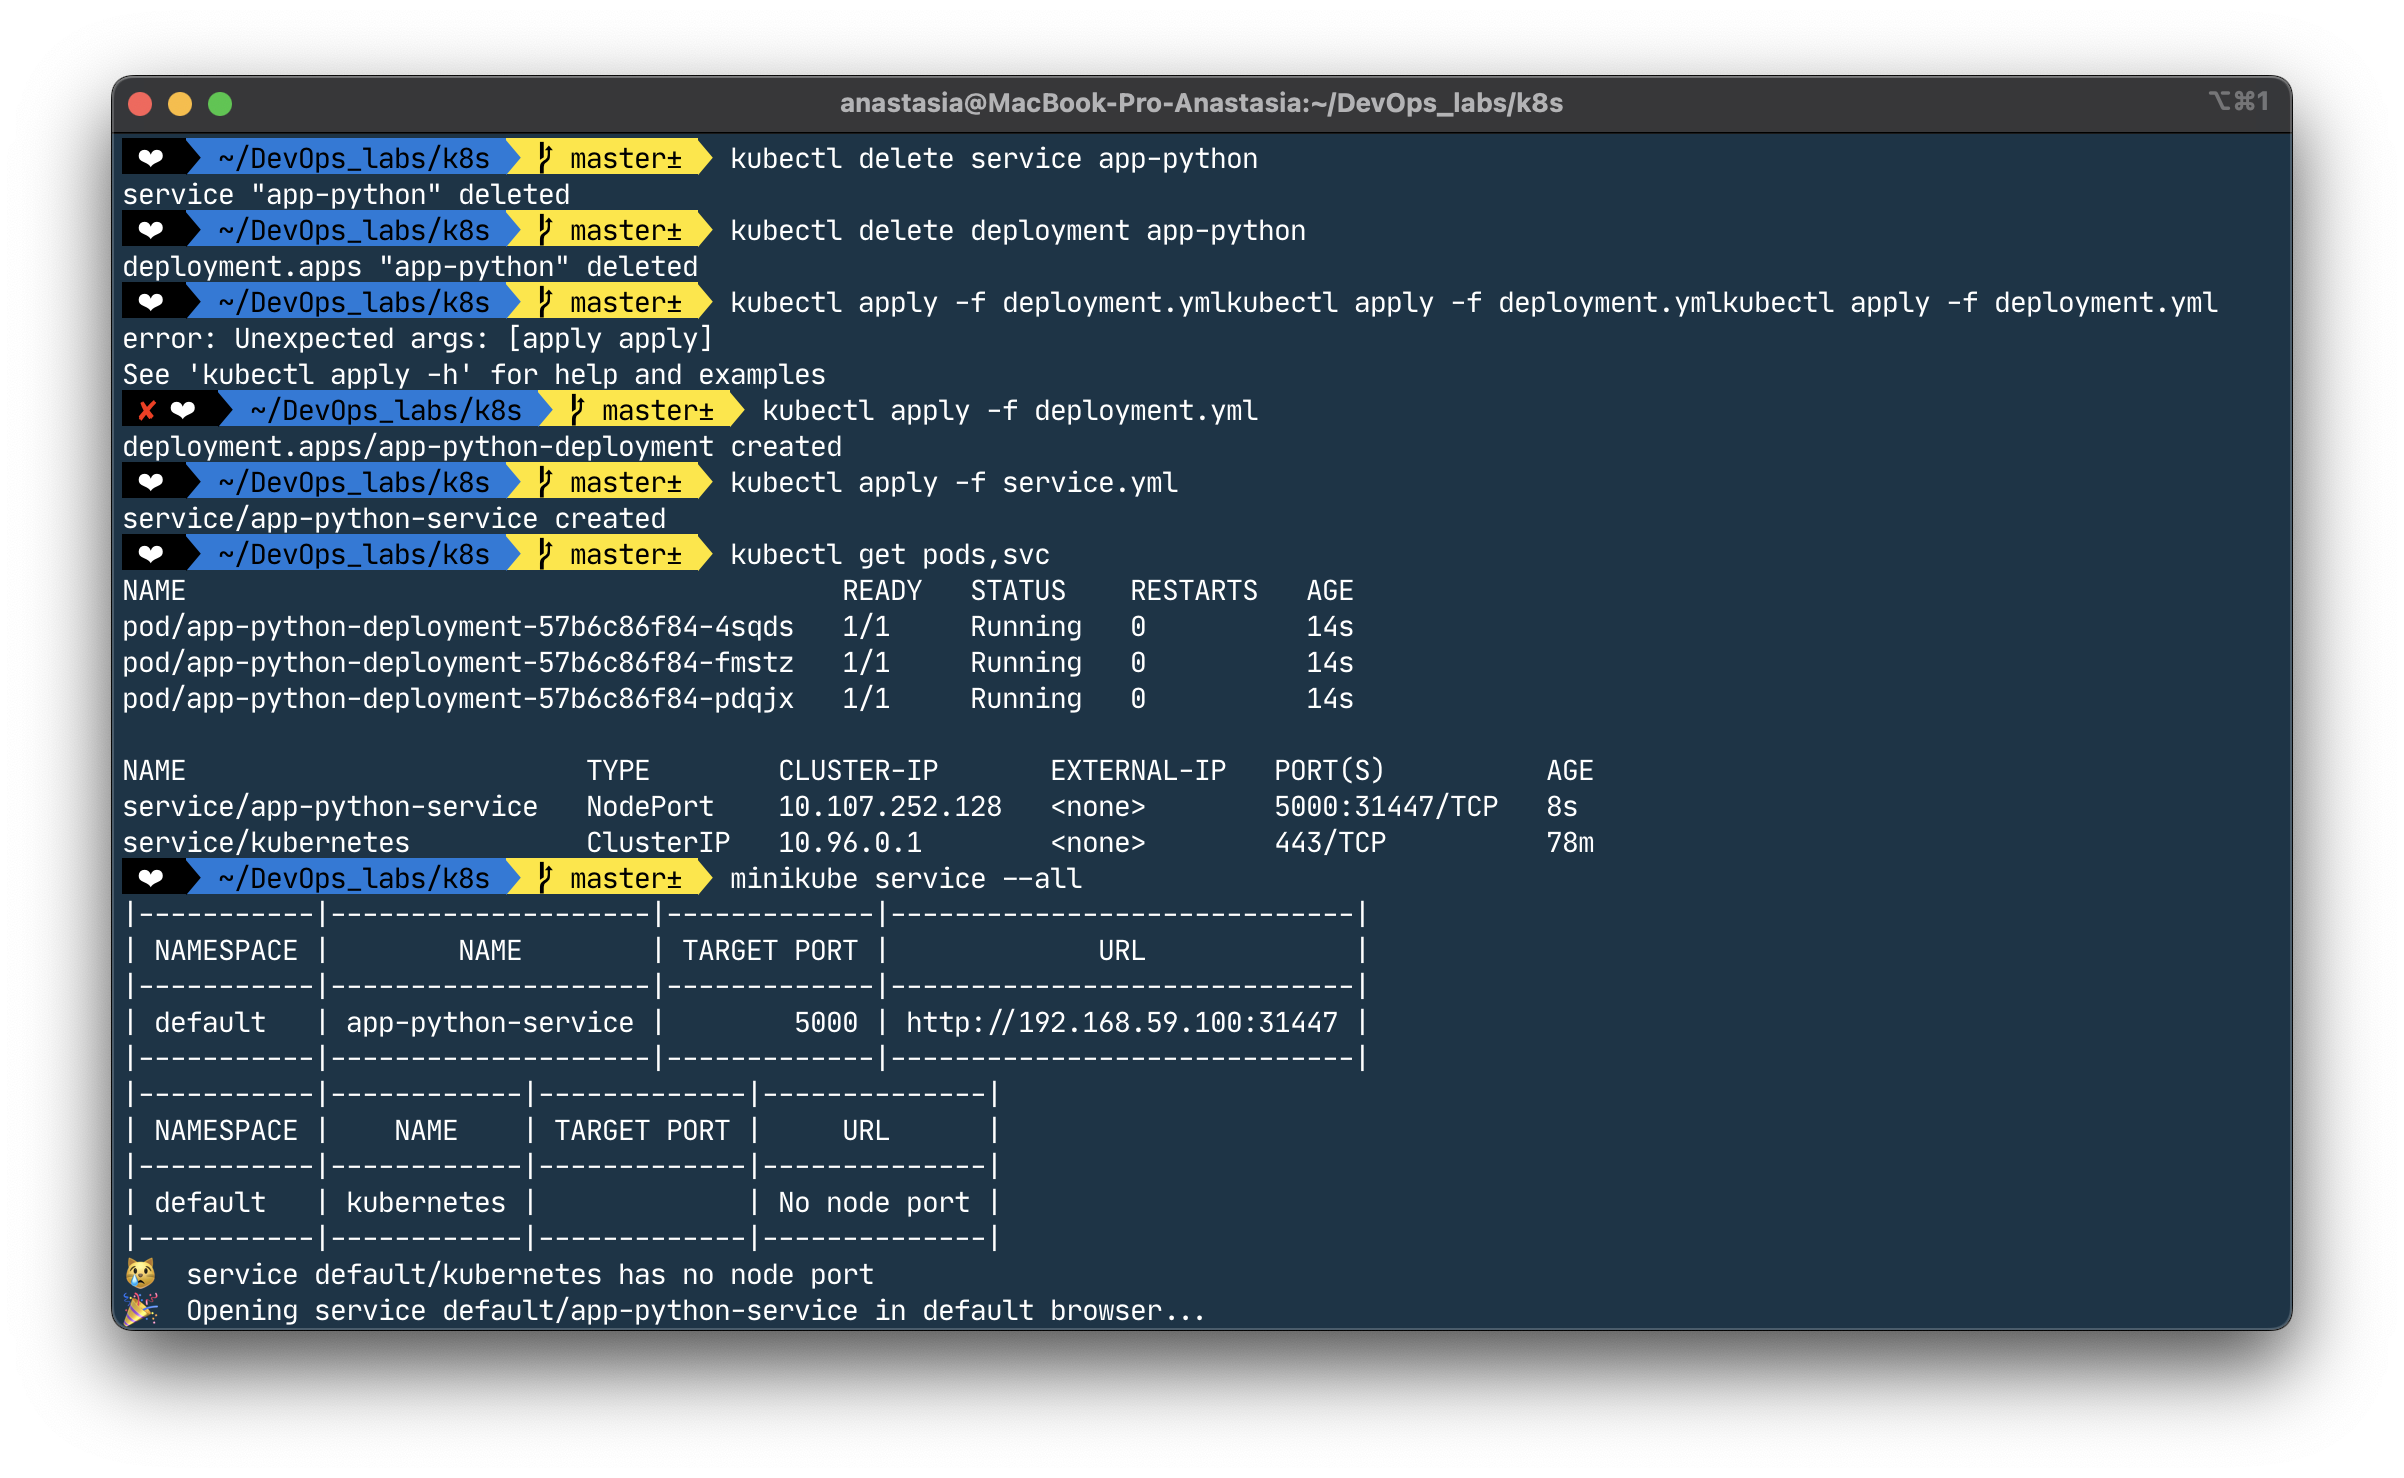 anastasia@MacBook-Pro-Anastasia:~/DevOps_labs/k8s ⌥⌘1
❤ ~/DevOps_labs/k8s master± kubectl delete service app-python
service "app-python" deleted
❤ ~/DevOps_labs/k8s master± kubectl delete deployment app-python
deployment.apps "app-python" deleted
❤ ~/DevOps_labs/k8s master± kubectl apply -f deployment.ymlkubectl apply -f deployment.ymlkubectl apply -f deployment.yml
error: Unexpected args: [apply apply]
See 'kubectl apply -h' for help and examples
✘ ❤ ~/DevOps_labs/k8s master± kubectl apply -f deployment.yml
deployment.apps/app-python-deployment created
❤ ~/DevOps_labs/k8s master± kubectl apply -f service.yml
service/app-python-service created
❤ ~/DevOps_labs/k8s master± kubectl get pods,svc
NAME READY STATUS RESTARTS AGE
pod/app-python-deployment-57b6c86f84-4sqds 1/1 Running 0 14s
pod/app-python-deployment-57b6c86f84-fmstz 1/1 Running 0 14s
pod/app-python-deployment-57b6c86f84-pdqjx 1/1 Running 0 14s
NAME TYPE CLUSTER-IP EXTERNAL-IP PORT(S) AGE
service/app-python-service NodePort 10.107.252.128 <none> 5000:31447/TCP 8s
service/kubernetes ClusterIP 10.96.0.1 <none> 443/TCP 78m
❤ ~/DevOps_labs/k8s master± minikube service --all
|-----------|--------------------|-------------|-----------------------------|
| NAMESPACE | NAME | TARGET PORT | URL |
|-----------|--------------------|-------------|-----------------------------|
| default | app-python-service | 5000 | http://192.168.59.100:31447 |
|-----------|--------------------|-------------|-----------------------------|
|-----------|------------|-------------|--------------|
| NAMESPACE | NAME | TARGET PORT | URL |
|-----------|------------|-------------|--------------|
| default | kubernetes | | No node port |
|-----------|------------|-------------|--------------|
😿 service default/kubernetes has no node port
🎉 Opening service default/app-python-service in default browser...